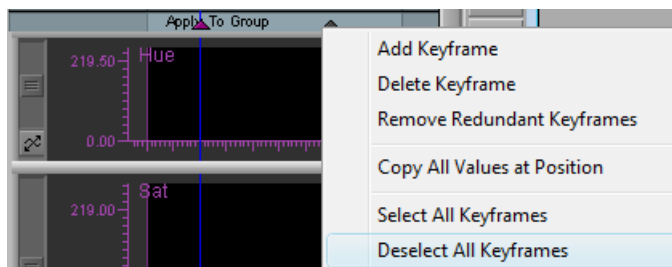 Apply To Group
Hue
219.50
0.00
Sat
219.00
Add Keyframe
Delete Keyframe
Remove Redundant Keyframes
Copy All Values at Position
Select All Keyframes
Deselect All Keyframes